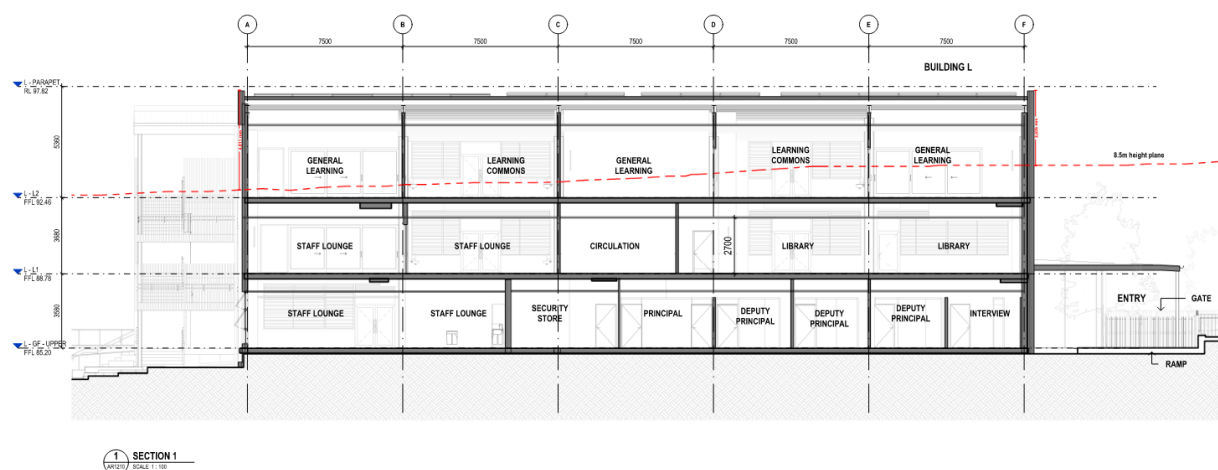 A B C D E F
7500 7500 7500 7500 7500
BUILDING L
L - PARAPET
RL 97.82
5360
GENERAL
LEARNING
LEARNING
COMMONS
GENERAL
LEARNING
LEARNING
COMMONS
GENERAL
LEARNING
8.5m height plane
L - L2
FFL 92.46
3680
STAFF LOUNGE
STAFF LOUNGE
CIRCULATION
2700
LIBRARY
LIBRARY
L - L1
FFL 88.78
3580
STAFF LOUNGE
STAFF LOUNGE
SECURITY
STORE
PRINCIPAL
DEPUTY
PRINCIPAL
DEPUTY
PRINCIPAL
DEPUTY
PRINCIPAL
INTERVIEW
ENTRY
GATE
L - GF - UPPER
FFL 85.20
RAMP
1 SECTION 1
AR1210 SCALE 1 : 100